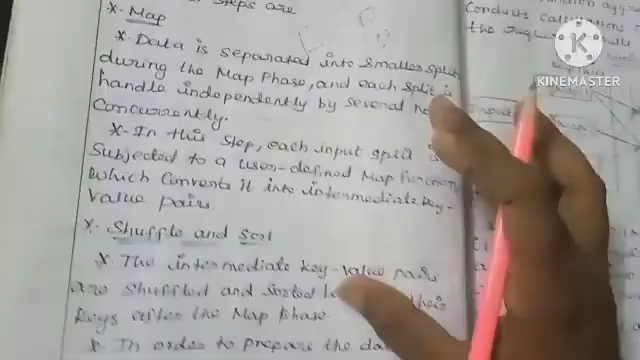 steps are
* Map
* Data is separated into smaller split
during the Map Phase, and each split is
handle independently by several
Concurrently.
* In this step, each input split is
Subjected to a user-defined Map function
which converts it into intermediate key-
value pairs.
* Shuffle and Sort
* The intermediate key-value pairs
are shuffled and sorted their
keys after the Map phase.
* In order to prepare the da
Conducts
the
Input
KINEMASTER